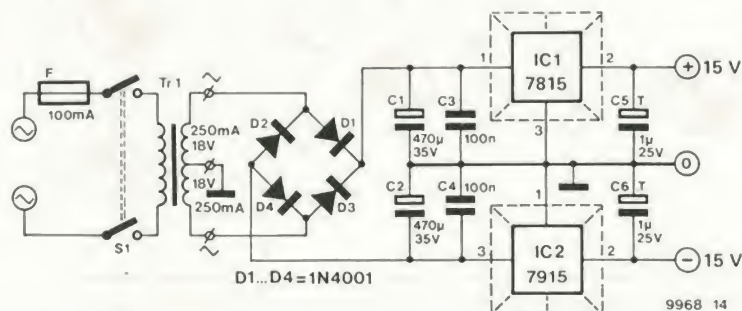 F
100mA
S1
Tr 1
~
250mA
18V
18V
250mA
~
D2
D1
D4
D3
D1...D4=1N4001
C1
470µ
35V
C3
100n
C2
470µ
35V
C4
100n
1
IC1
7815
2
3
1
3
IC2
7915
2
C5 T
1µ
25V
C6 T
1µ
25V
+ 15 V
0
− 15 V
9968 14